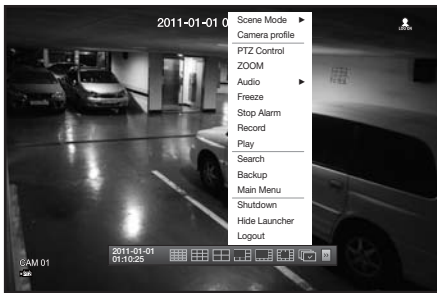 2011-01-01 0
Scene Mode
Camera profile
PTZ Control
ZOOM
Audio
Freeze
Stop Alarm
Record
Play
Search
Backup
Main Menu
Shutdown
Hide Launcher
Logout
2011-01-01
01:10:25
CAM 01